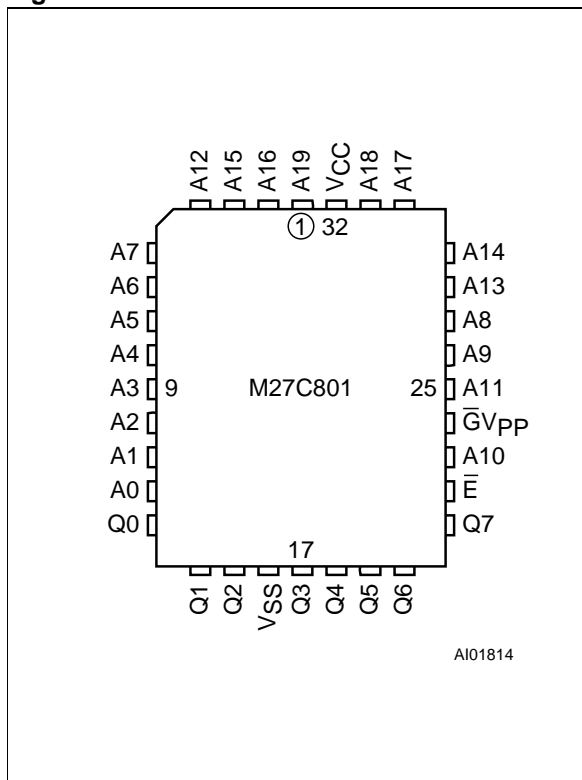 A12 A15 A16 A19 VCC A18 A17
1 32
A7 A14
A6 A13
A5 A8
A4 A9
A3 9 M27C801 25 A11
A2 G̅VPP
A1 A10
A0 E̅
Q0 Q7
17
Q1 Q2 VSS Q3 Q4 Q5 Q6
AI01814